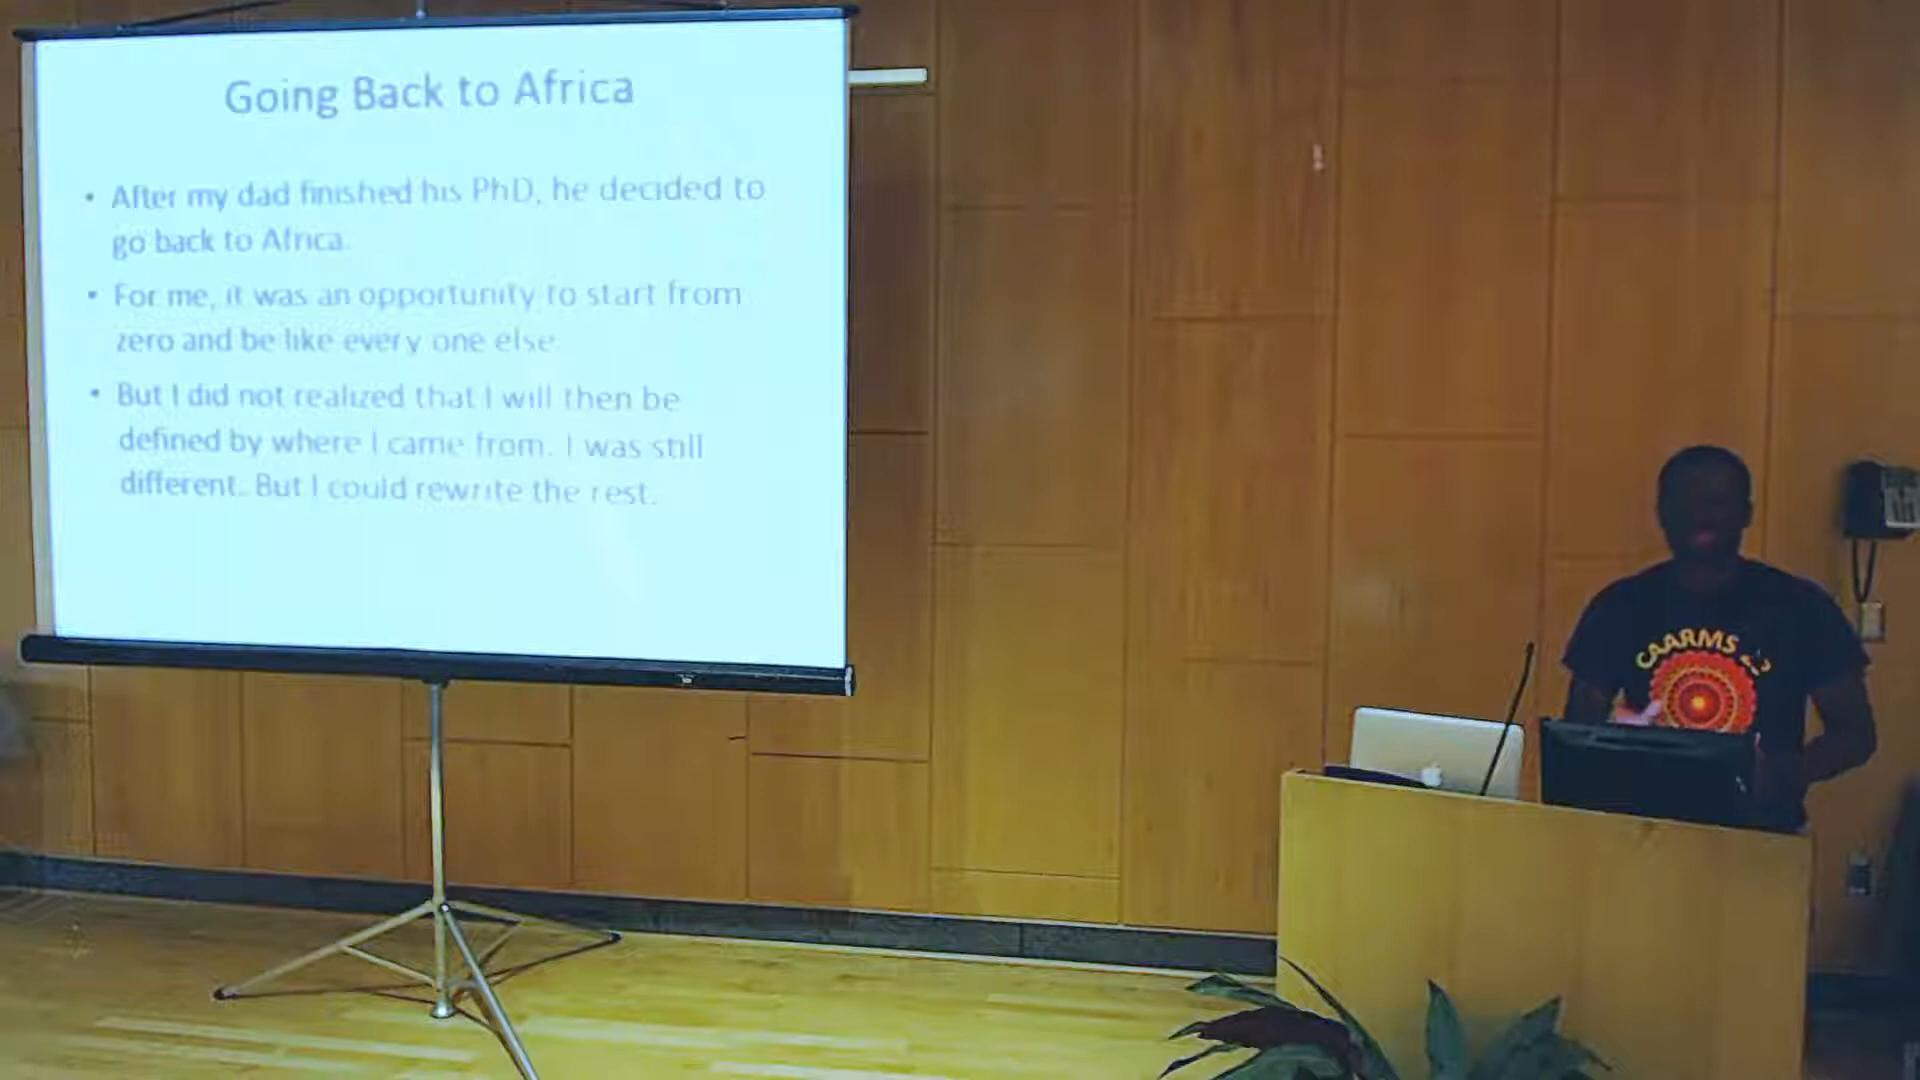 Going Back to Africa
• After my dad finished his PhD, he decided to
go back to Africa.
• For me, it was an opportunity to start from
zero and be like every one else.
• But I did not realized that I will then be
defined by where I came from. I was still
different. But I could rewrite the rest.
CAARMS